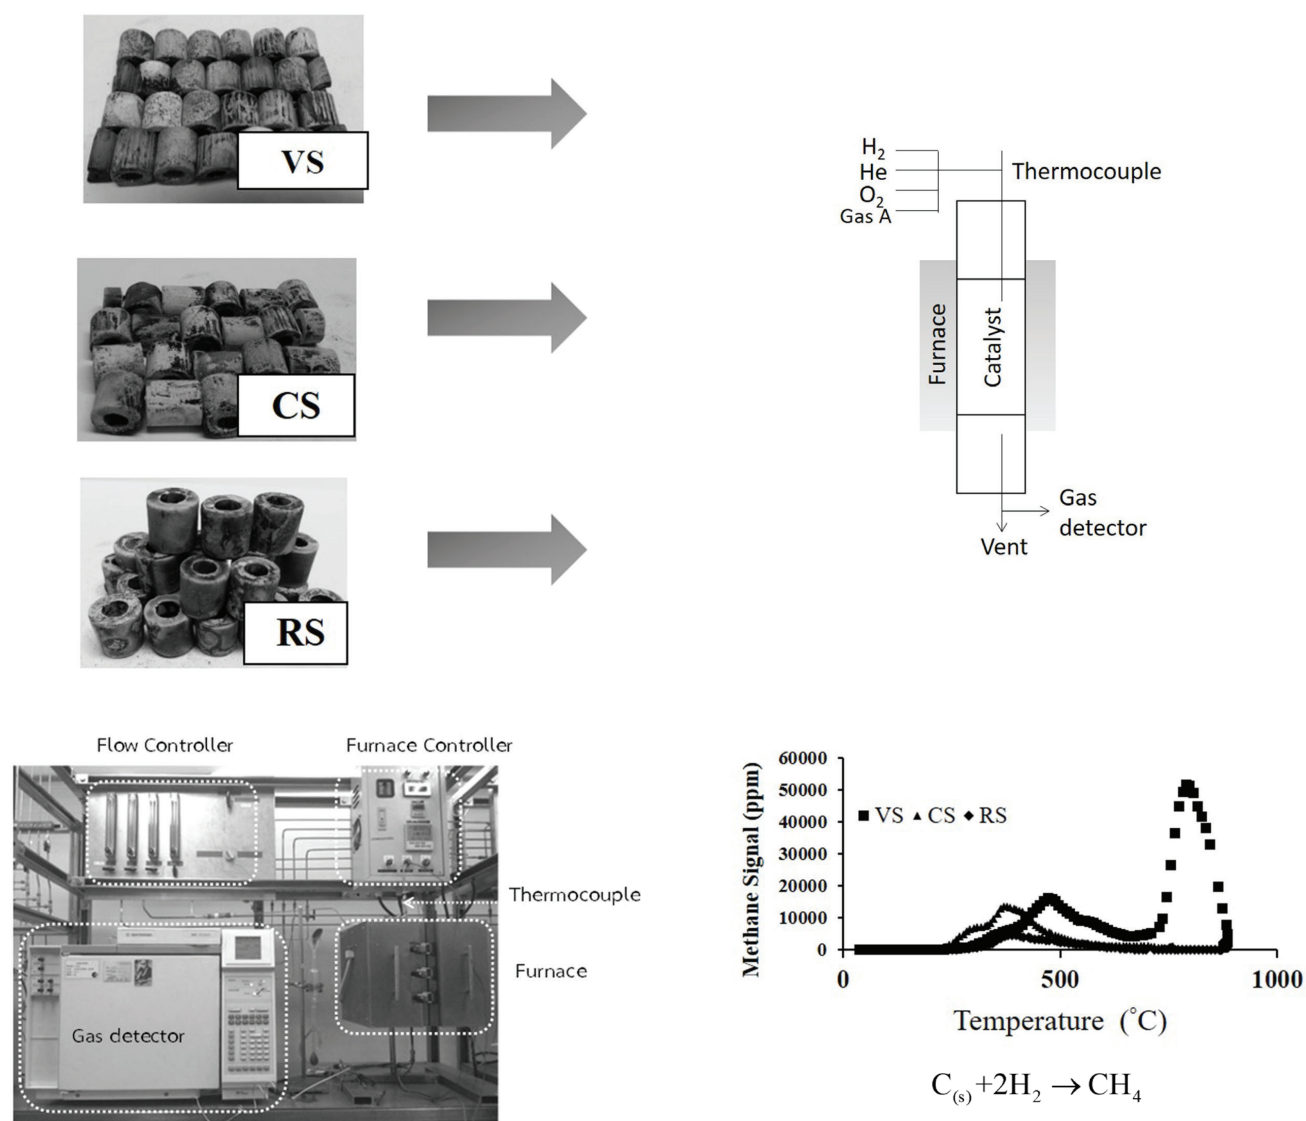 VS
CS
RS
H₂
He
O₂
Gas A
Thermocouple
Furnace
Catalyst
Gas
detector
Vent
Flow Controller
Furnace Controller
Thermocouple
Furnace
Gas detector
60000
50000
40000
30000
20000
10000
0
Methane Signal (ppm)
■ VS ▲ CS ◆ RS
0
500
1000
Temperature (°C)
C₍s₎+2H₂ → CH₄